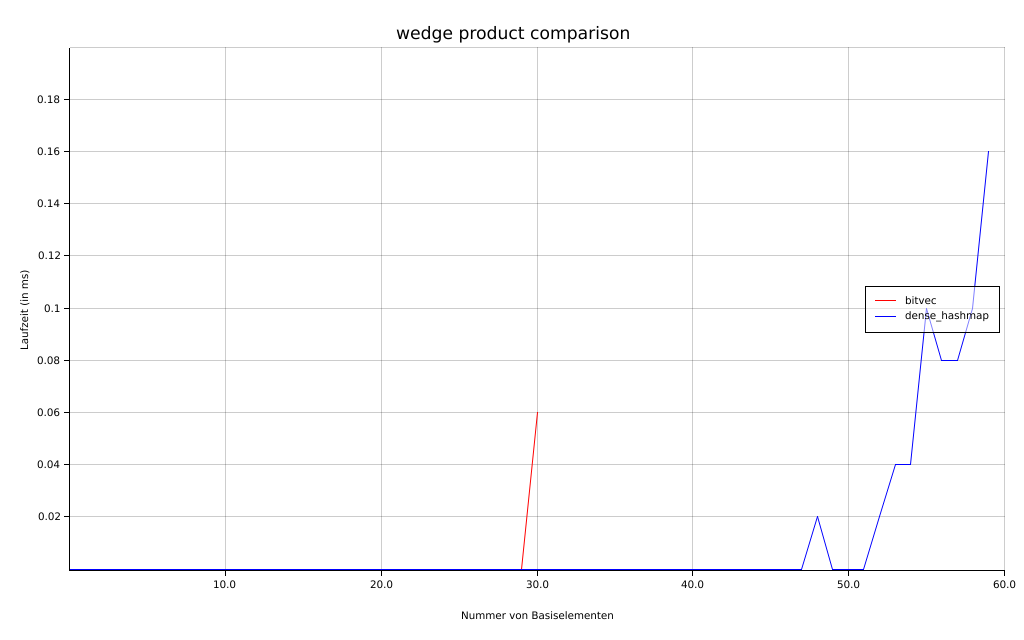 wedge product comparison
0.18
0.16
0.14
0.12
0.1
0.08
0.06
0.04
0.02
Laufzeit (in ms)
bitvec
dense_hashmap
10.0 20.0 30.0 40.0 50.0 60.0
Nummer von Basiselementen